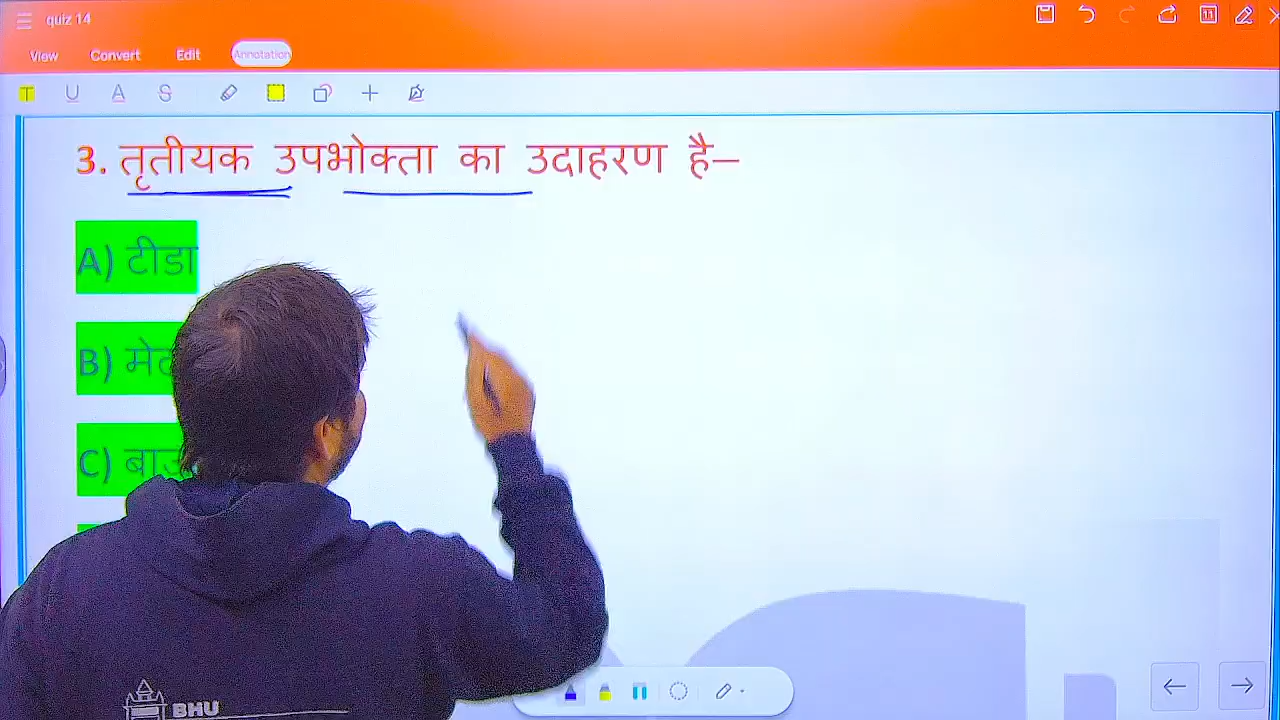 quiz 14
View Convert Edit Annotation
T U A S
3. तृतीयक उपभोक्ता का उदाहरण है–
A) टीडा
B)
C)
BHU